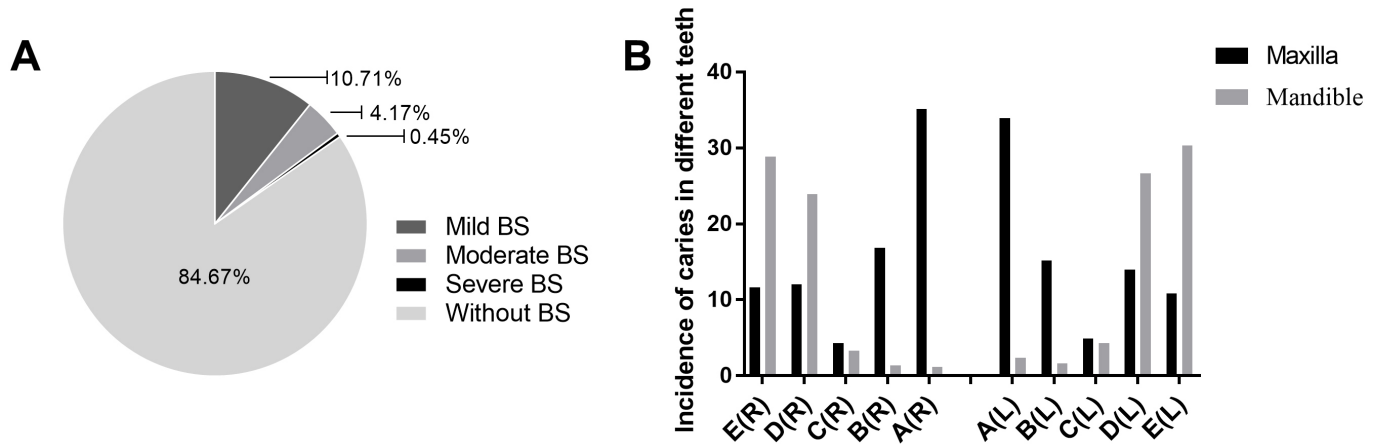 A
10.71%
4.17%
0.45%
84.67%
Mild BS
Moderate BS
Severe BS
Without BS
B
Incidence of caries in different teeth
40
30
20
10
0
E(R)
D(R)
C(R)
B(R)
A(R)
A(L)
B(L)
C(L)
D(L)
E(L)
Maxilla
Mandible